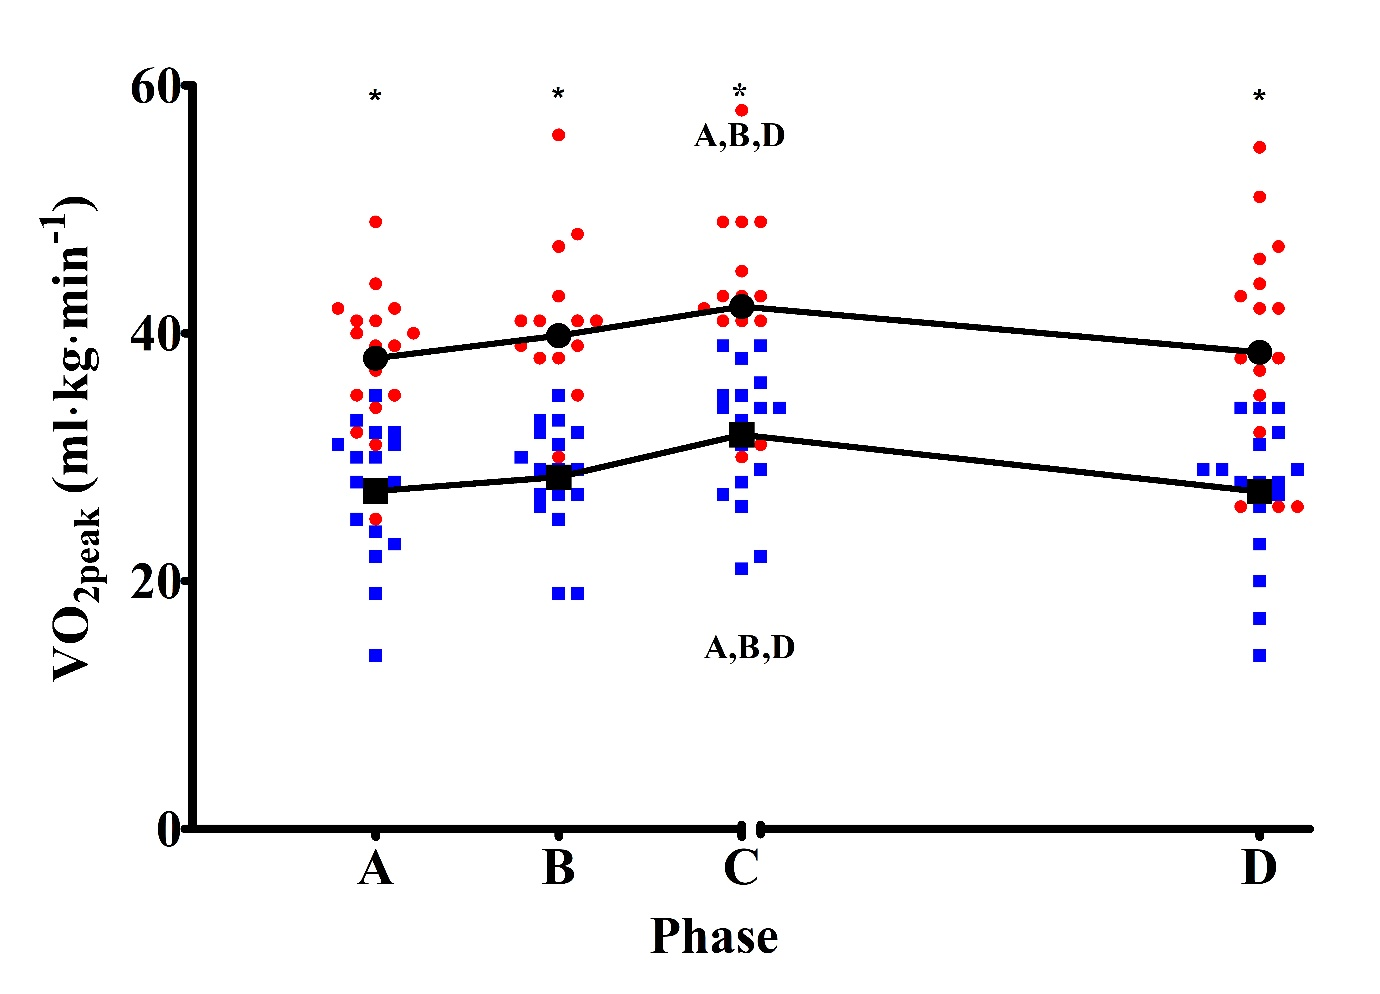 60
* * * *
A,B,D
VO2peak (ml·kg·min-1)
40
20
A,B,D
0
A B C D
Phase